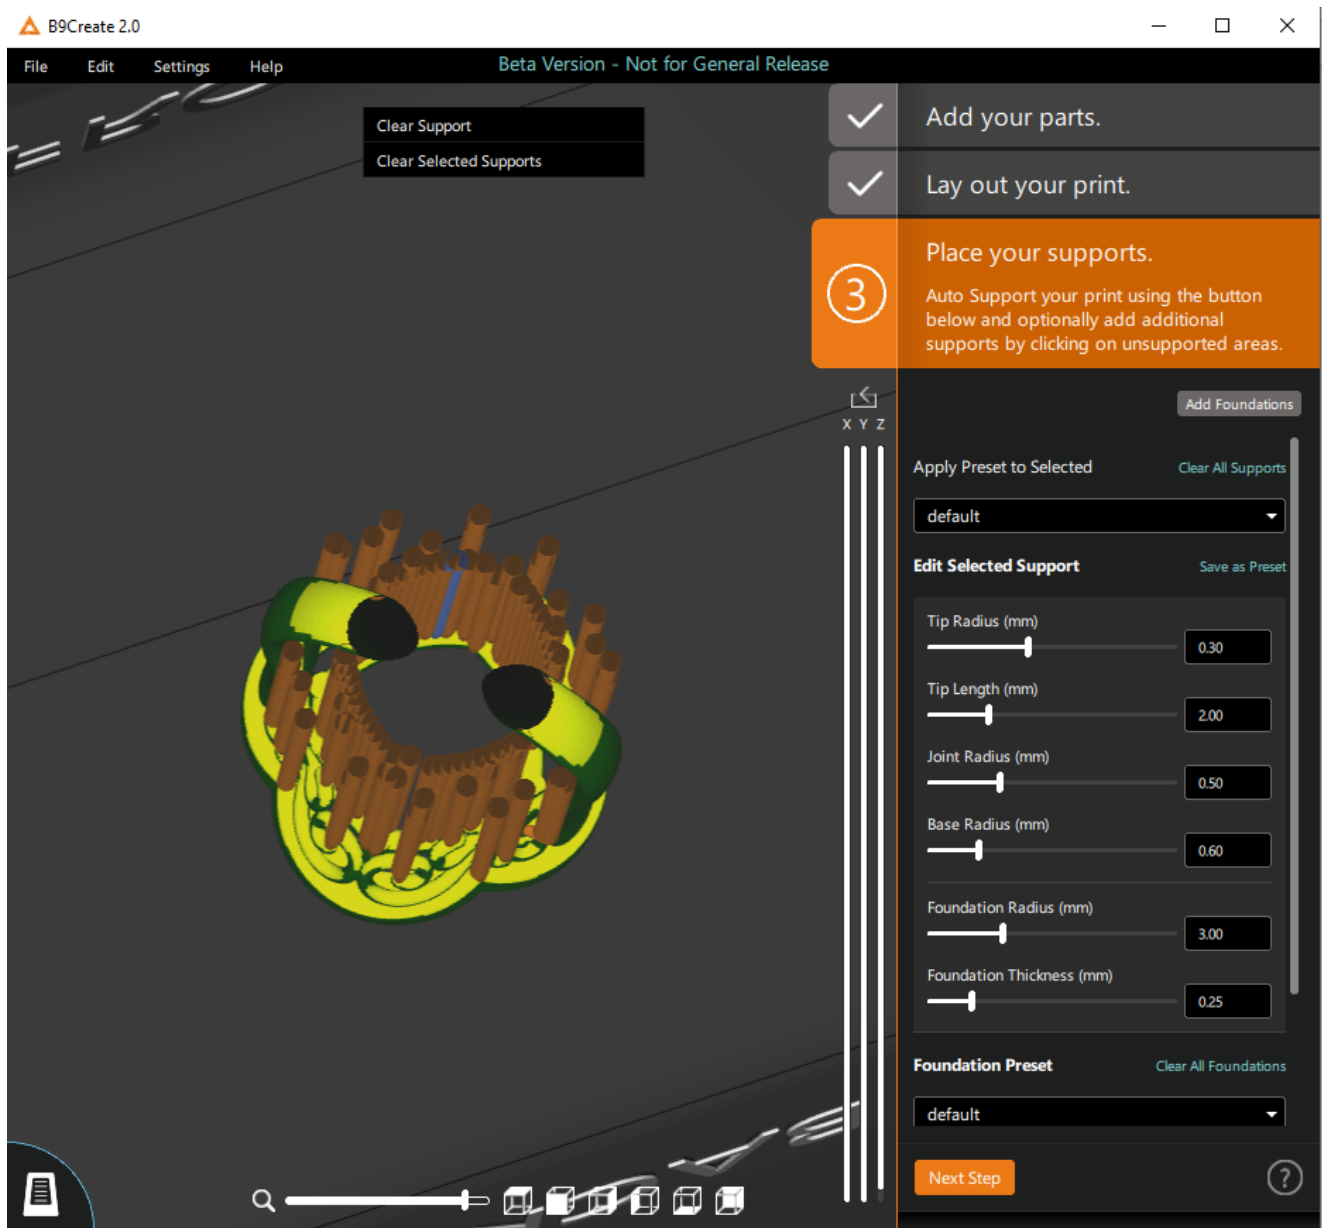 B9Create 2.0
File Edit Settings Help
Beta Version - Not for General Release
Clear Support
Clear Selected Supports
Add your parts.
Lay out your print.
3
Place your supports.
Auto Support your print using the button
below and optionally add additional
supports by clicking on unsupported areas.
X Y Z
Add Foundations
Apply Preset to Selected Clear All Supports
default
Edit Selected Support Save as Preset
Tip Radius (mm)
0.30
Tip Length (mm)
2.00
Joint Radius (mm)
0.50
Base Radius (mm)
0.60
Foundation Radius (mm)
3.00
Foundation Thickness (mm)
0.25
Foundation Preset Clear All Foundations
default
Next Step
?